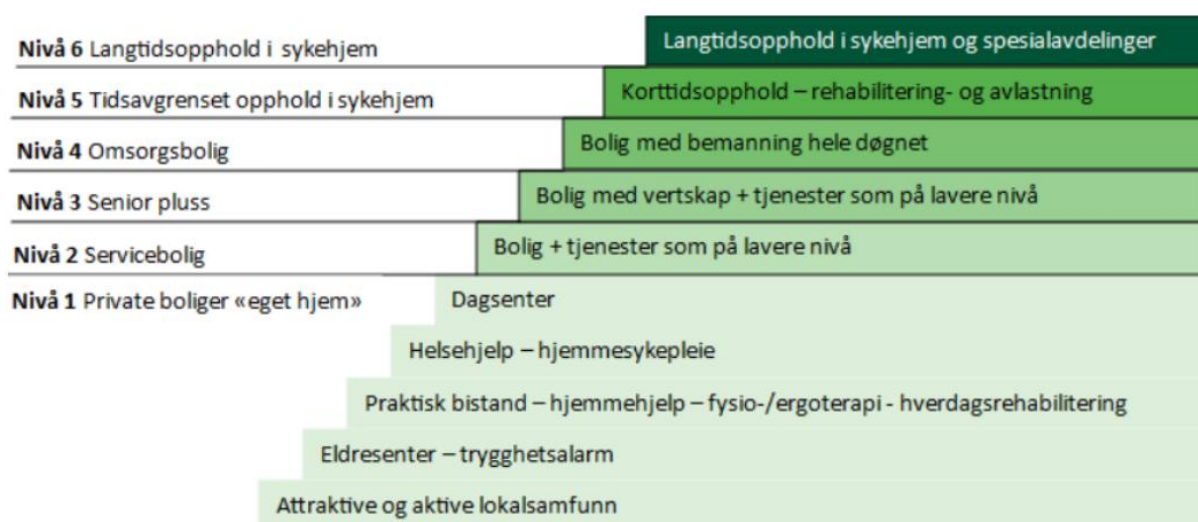 Nivå 6 Langtidsopphold i sykehjem
Langtidsopphold i sykehjem og spesialavdelinger
Nivå 5 Tidsavgrenset opphold i sykehjem
Korttidsopphold – rehabilitering- og avlastning
Nivå 4 Omsorgsbolig
Bolig med bemanning hele døgnet
Nivå 3 Senior pluss
Bolig med vertskap + tjenester som på lavere nivå
Nivå 2 Servicebolig
Bolig + tjenester som på lavere nivå
Nivå 1 Private boliger «eget hjem»
Dagsenter
Helsehjelp – hjemmesykepleie
Praktisk bistand – hjemmehjelp – fysio-/ergoterapi - hverdagsrehabilitering
Eldresenter – trygghetsalarm
Attraktive og aktive lokalsamfunn